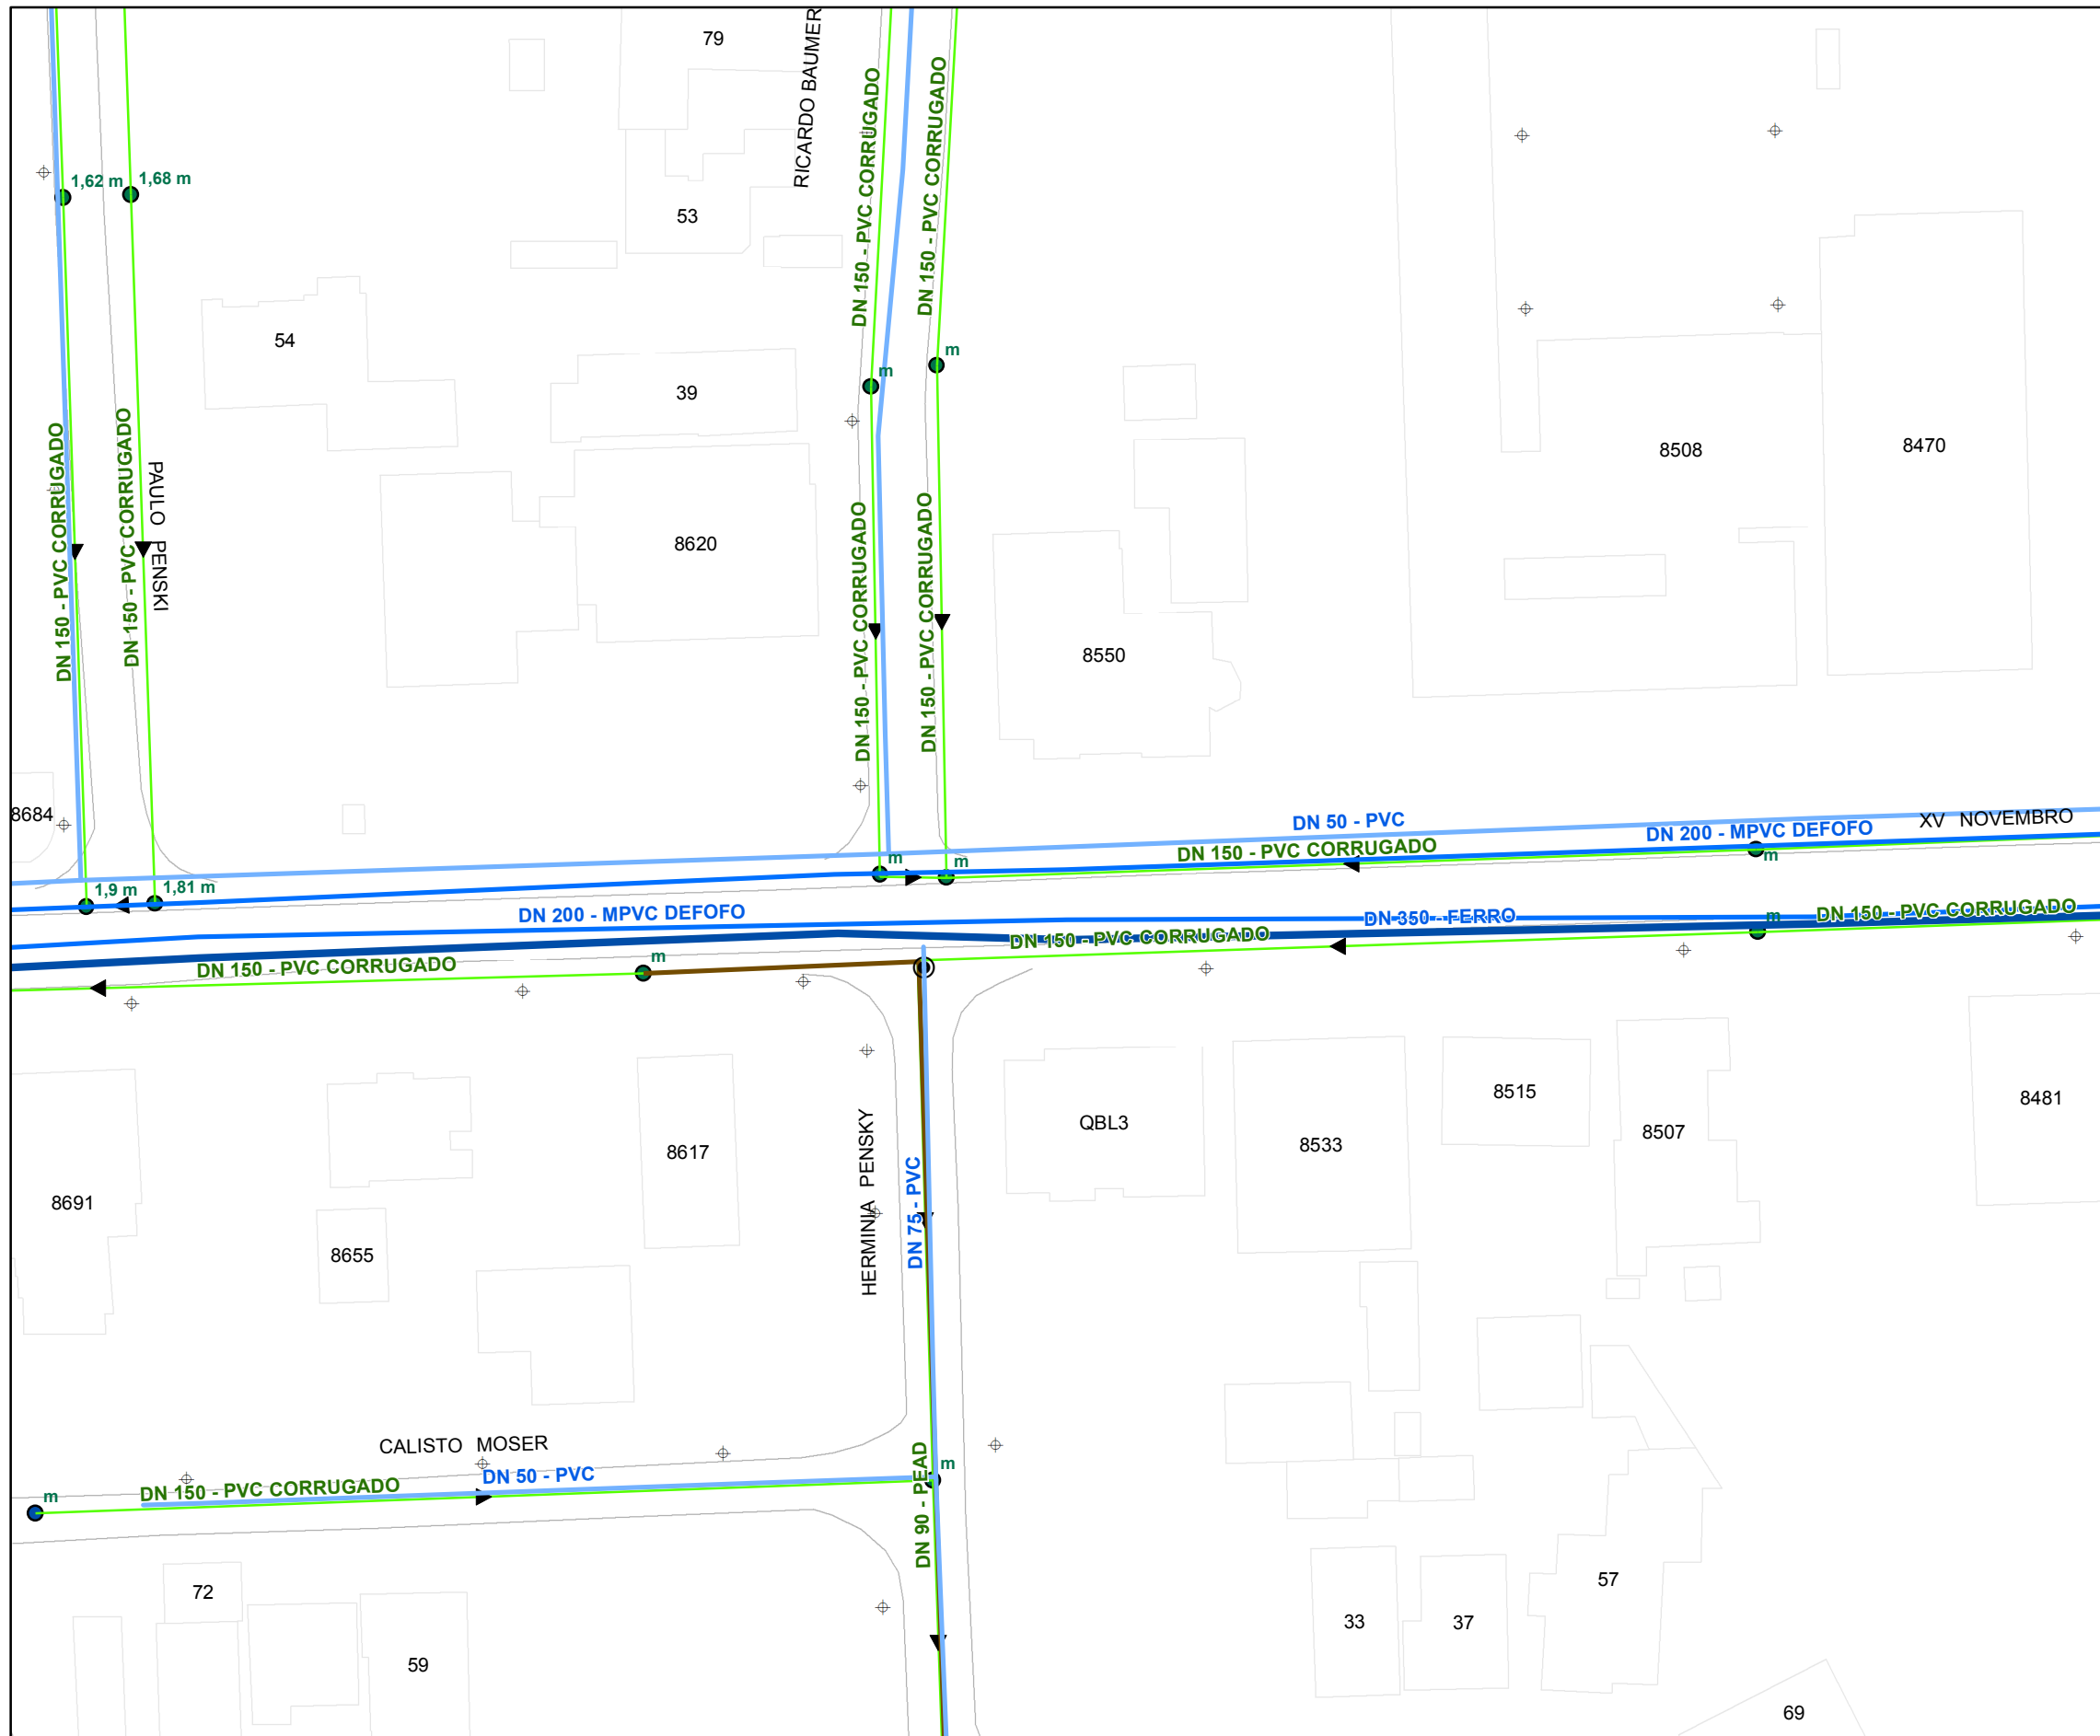 79
RICARDO BAUMER
DN 150 - PVC CORRUGADO
DN 150 - PVC CORRUGADO
1,62 m
1,68 m
53
54
39
m
m
8508
8470
DN 150 - PVC CORRUGADO
DN 150 - PVC CORRUGADO
PAULO PENSKI
8620
DN 150 - PVC CORRUGADO
DN 150 - PVC CORRUGADO
8550
8684
DN 50 - PVC
XV NOVEMBRO
DN 200 - MPVC DEFOFO
DN 150 - PVC CORRUGADO
m
m
m
1,9 m
1,81 m
DN 200 - MPVC DEFOFO
DN 350 - FERRO
m
DN 150 - PVC CORRUGADO
DN 150 - PVC CORRUGADO
DN 150 - PVC CORRUGADO
m
8515
8481
QBL3
8507
8533
8617
HERMINIA PENSKY
DN 75 - PVC
8691
8655
CALISTO MOSER
DN 50 - PVC
DN 150 - PVC CORRUGADO
m
m
DN 90 - PEAD
72
57
33
37
59
69